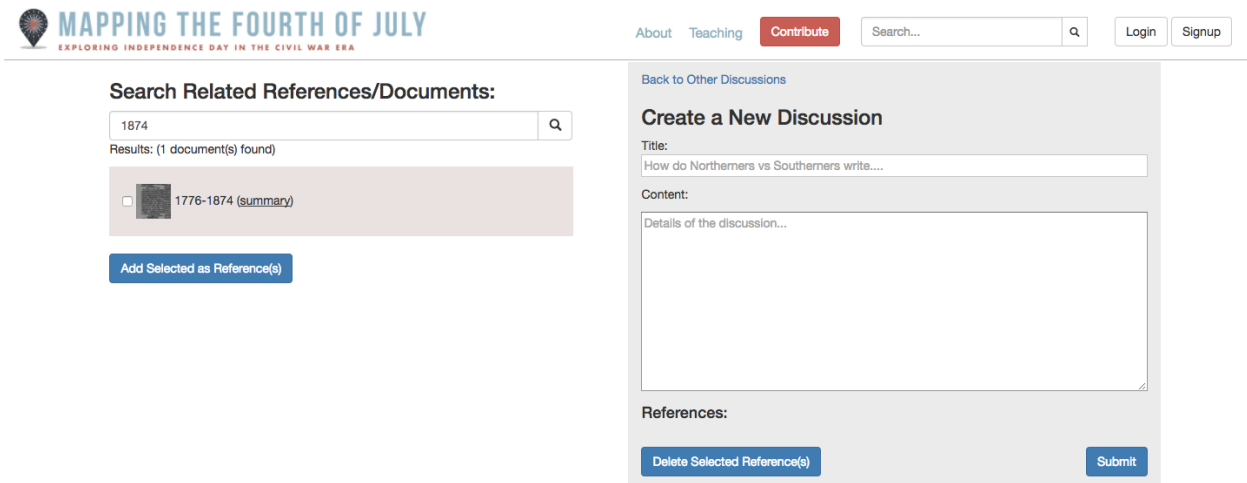 MAPPING THE FOURTH OF JULY
EXPLORING INDEPENDENCE DAY IN THE CIVIL WAR ERA
About Teaching Contribute Search... Login Signup
Search Related References/Documents:
1874
Results: (1 document(s) found)
1776-1874 (summary)
Add Selected as Reference(s)
Back to Other Discussions
Create a New Discussion
Title:
How do Northerners vs Southerners write....
Content:
Details of the discussion...
References:
Delete Selected Reference(s) Submit